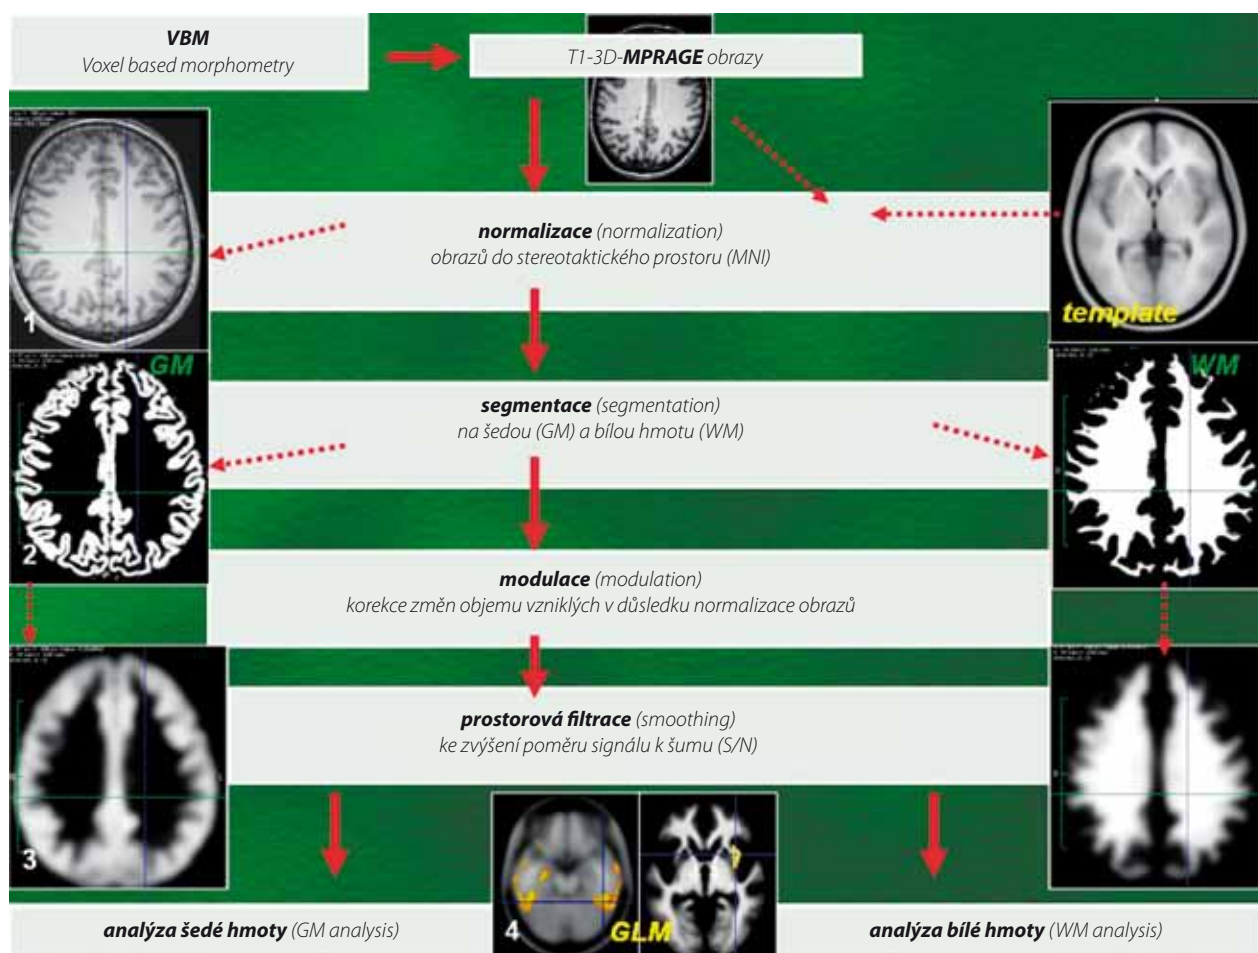 VBM
Voxel based morphometry
T1-3D-MPRAGE obrazy
normalizace (normalization)
obrazů do stereotaktického prostoru (MNI)
1
template
GM
WM
segmentace (segmentation)
na šedou (GM) a bílou hmotu (WM)
2
modulace (modulation)
korekce změn objemu vzniklých v důsledku normalizace obrazů
prostorová filtrace (smoothing)
ke zvýšení poměru signálu k šumu (S/N)
3
4
GLM
analýza šedé hmoty (GM analysis)
analýza bílé hmoty (WM analysis)